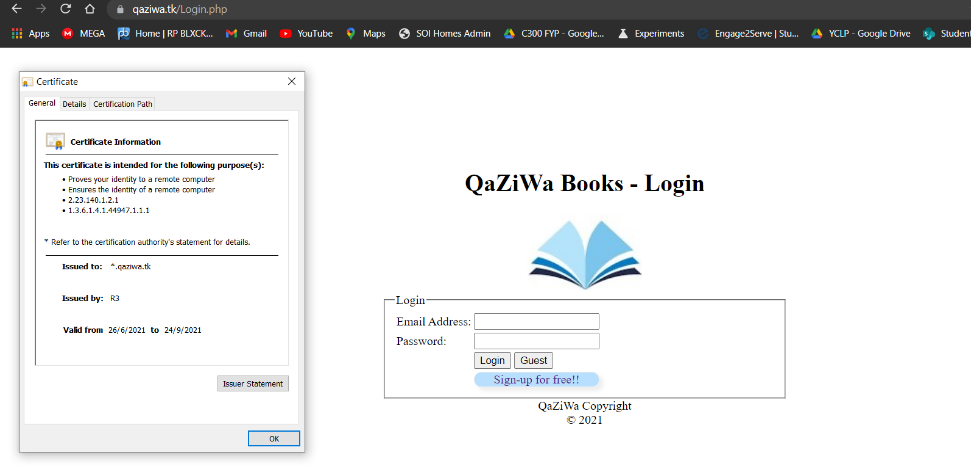 qaziwa.tk/Login.php
Apps MEGA Home | RP BLXCK... Gmail YouTube Maps SOI Homes Admin C300 FYP - Google... Experiments Engage2Serve | Stu... YCLP - Google Drive Student
Certificate
General Details Certification Path
Certificate Information
This certificate is intended for the following purpose(s):
• Proves your identity to a remote computer
• Ensures the identity of a remote computer
• 2.23.140.1.2.1
• 1.3.6.1.4.1.44947.1.1.1
* Refer to the certification authority's statement for details.
Issued to: *.qaziwa.tk
Issued by: R3
Valid from 26/6/2021 to 24/9/2021
Issuer Statement
OK
QaZiWa Books - Login
Login
Email Address:
Password:
Login Guest
Sign-up for free!!
QaZiWa Copyright
© 2021